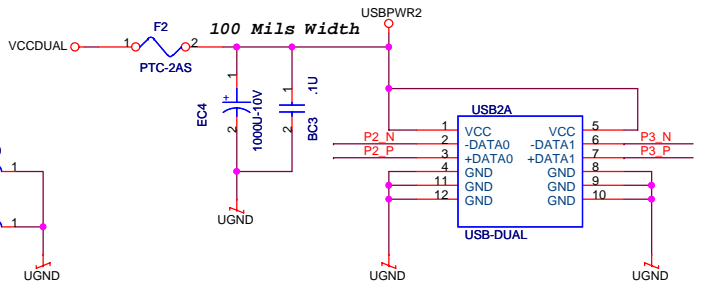 USBPWR2
100 Mils Width
F2
VCCDUAL
1
2
PTC-2AS
1
2
EC4
+
1000U-10V
1
2
BC3
.1U
USB2A
1 VCC VCC 5
P2_N 2 -DATA0 -DATA1 6 P3_N
P2_P 3 +DATA0 +DATA1 7 P3_P
4 GND GND 8
11 GND GND 9
12 GND GND 10
USB-DUAL
1
1
UGND
UGND
UGND
UGND